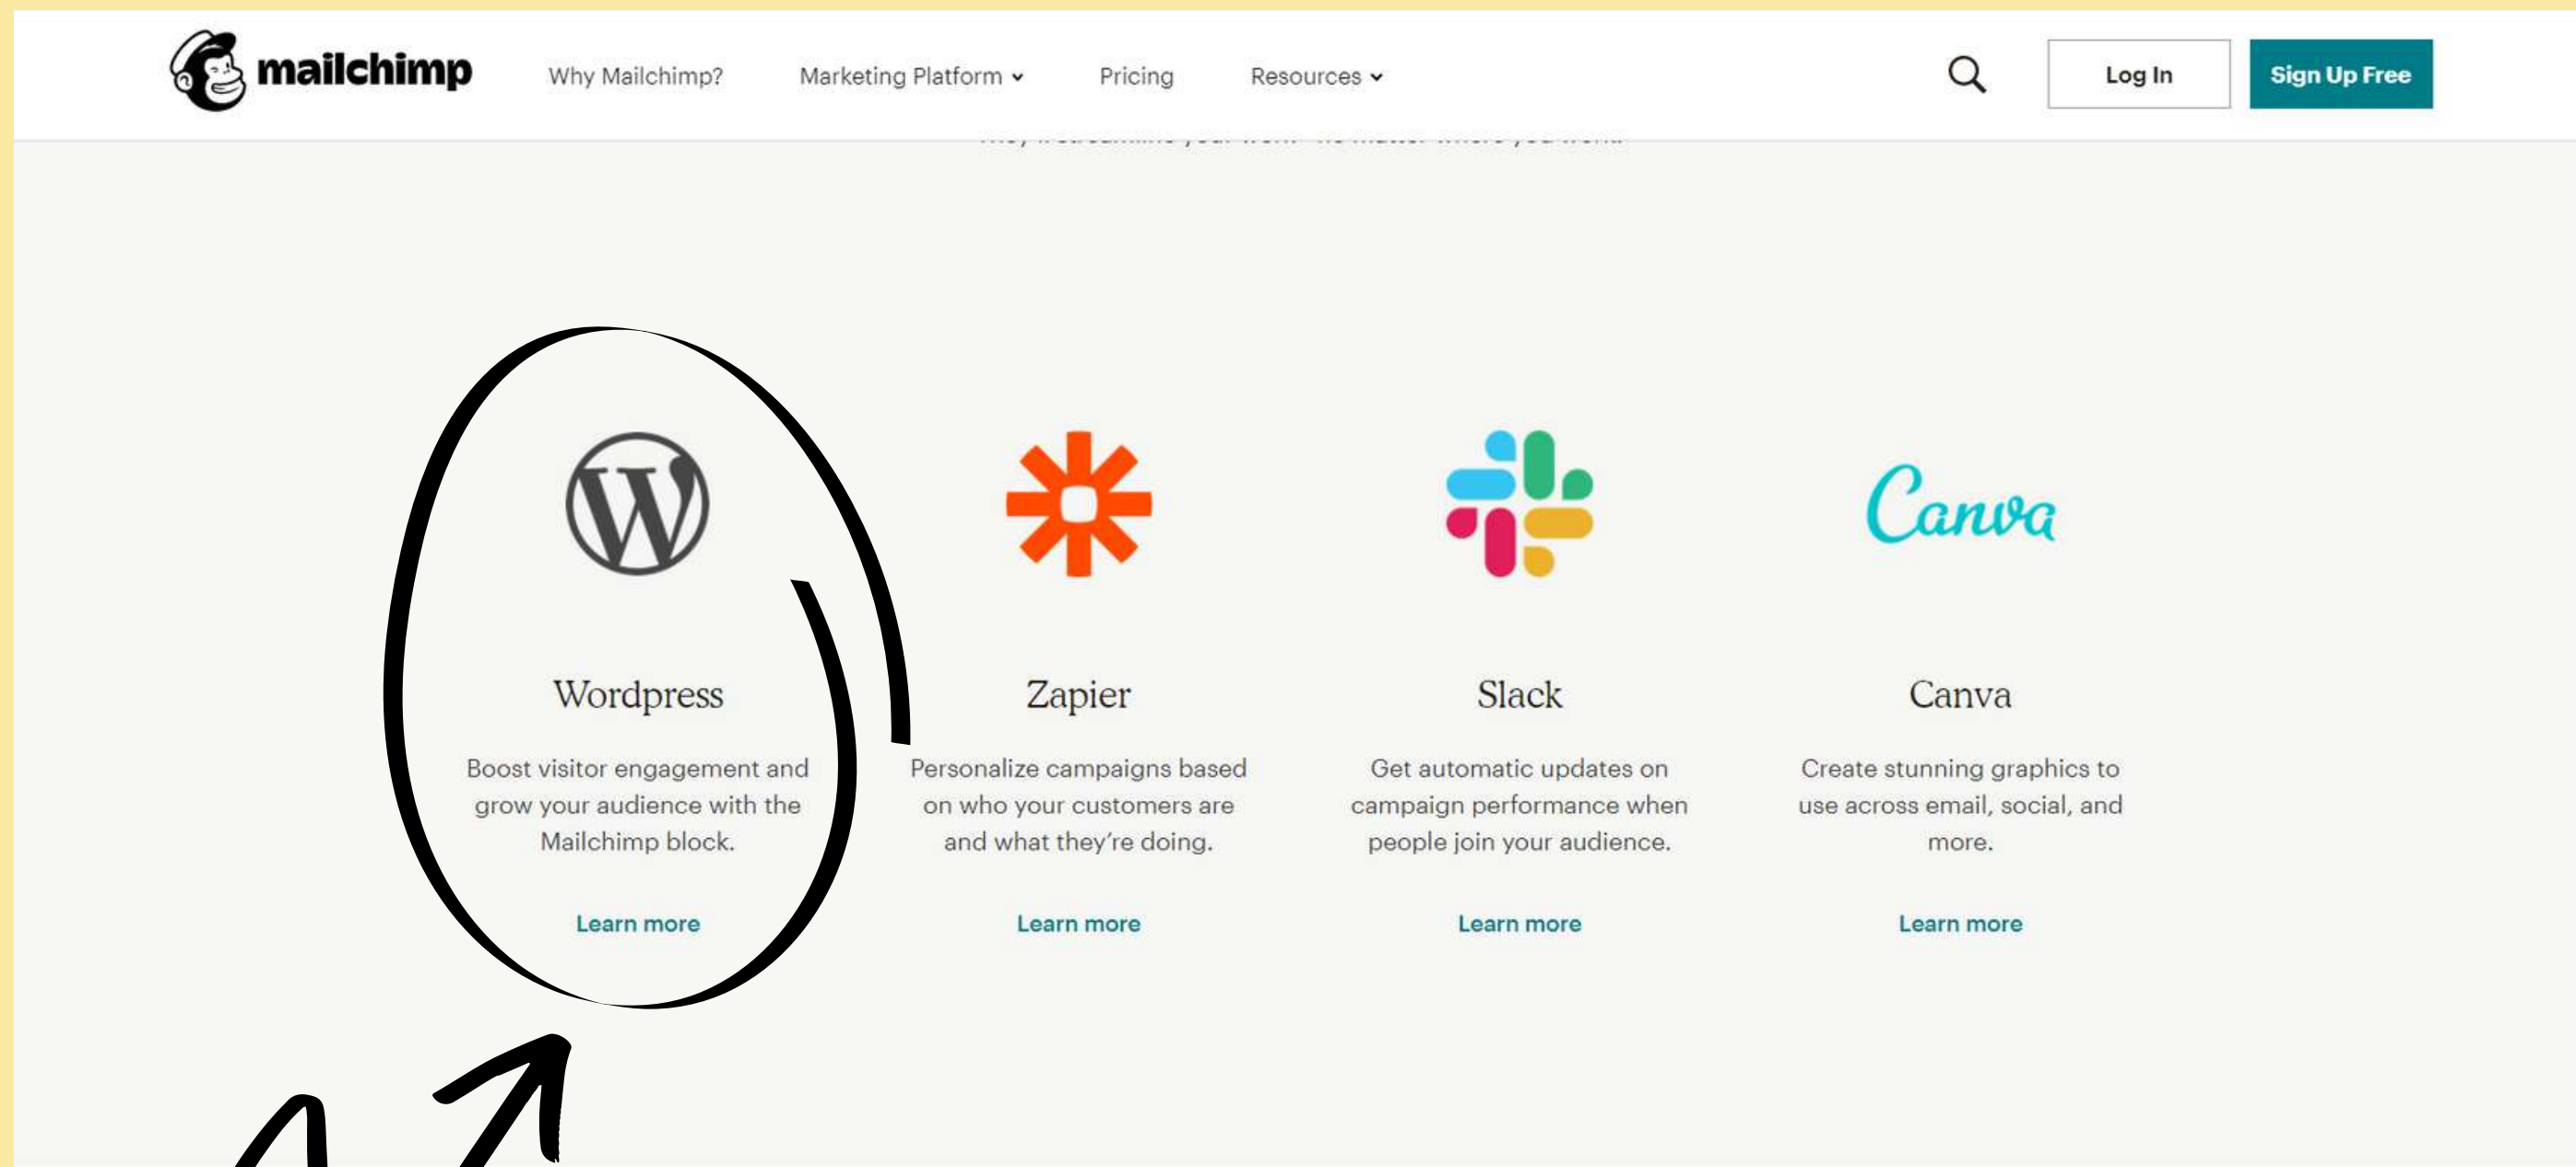 mailchimp
Why Mailchimp?
Marketing Platform
Pricing
Resources
Log In
Sign Up Free
Wordpress
Boost visitor engagement and
grow your audience with the
Mailchimp block.
Learn more
Zapier
Personalize campaigns based
on who your customers are
and what they're doing.
Learn more
Slack
Get automatic updates on
campaign performance when
people join your audience.
Learn more
Canva
Canva
Create stunning graphics to
use across email, social, and
more.
Learn more